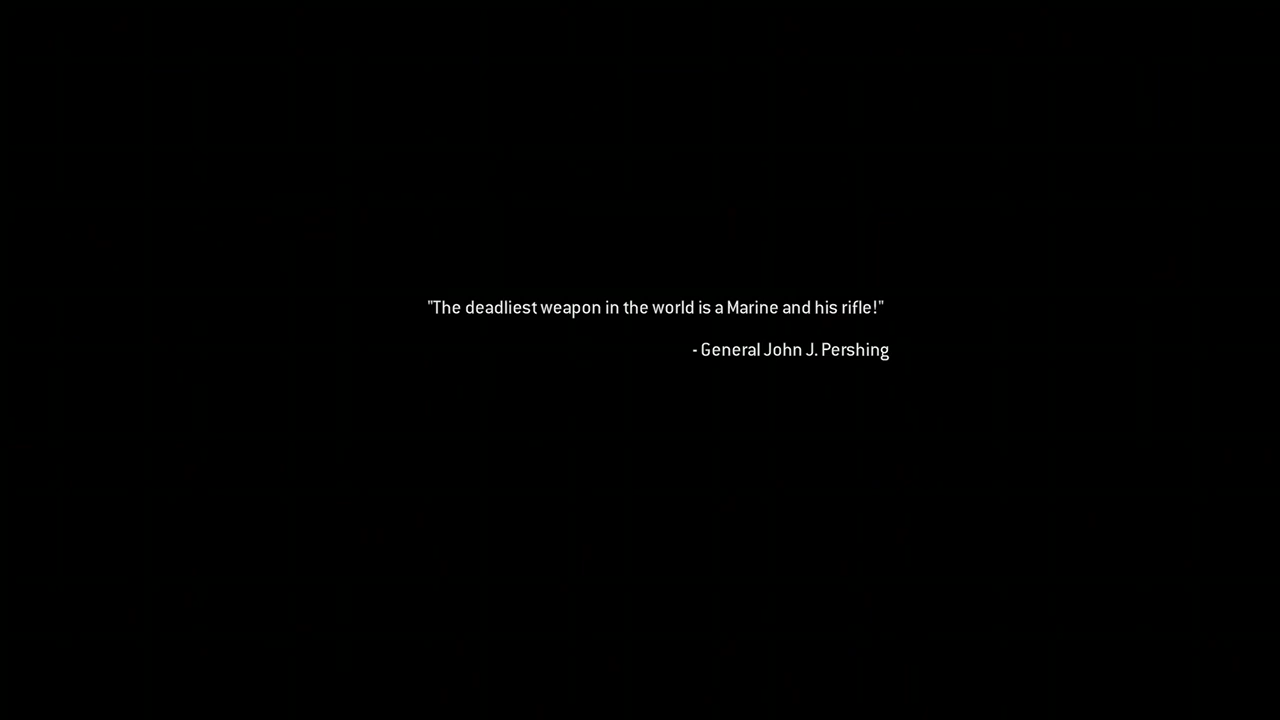 "The deadliest weapon in the world is a Marine and his rifle!"
- General John J. Pershing